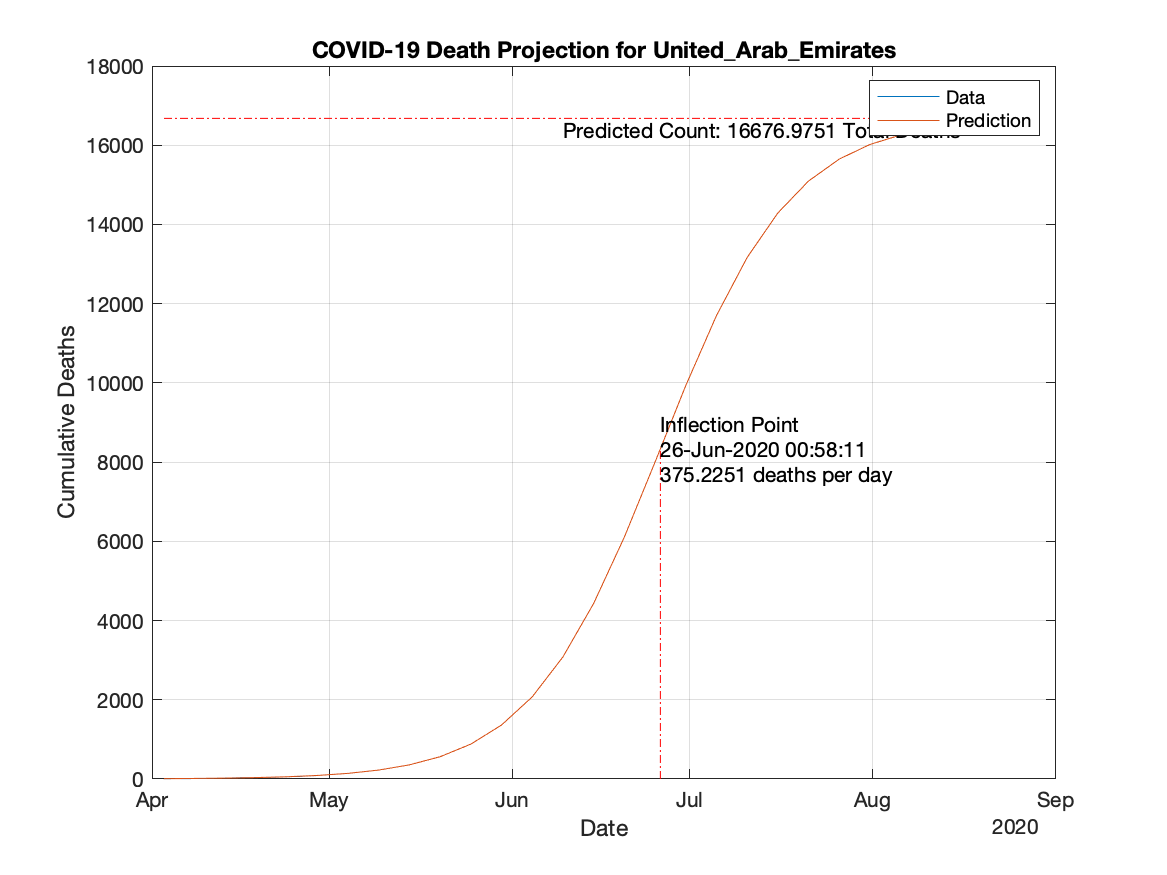 COVID-19 Death Projection for United_Arab_Emirates
18000
16000
14000
12000
10000
8000
6000
4000
2000
0
Cumulative Deaths
Data
Prediction
Predicted Count: 16676.9751 Total Deaths
Inflection Point
26-Jun-2020 00:58:11
375.2251 deaths per day
Apr
May
Jun
Jul
Aug
Sep
Date
2020